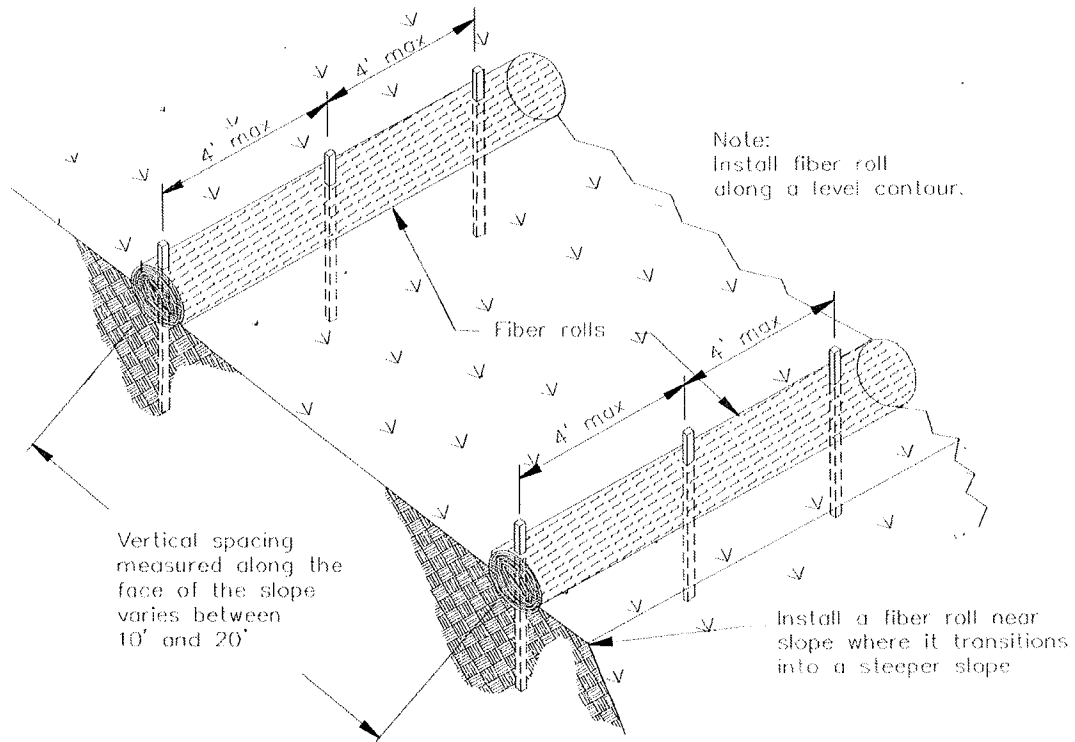 4' max
4' max
Note:
Install fiber roll
along a level contour.
Fiber rolls
4' max
4' max
Vertical spacing
measured along the
face of the slope
varies between
10' and 20'
Install a fiber roll near
slope where it transitions
into a steeper slope